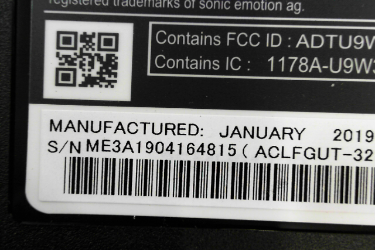 registered trademarks of sonic emotion ag.
Contains FCC ID : ADTU9W
Contains IC : 1178A-U9W3
MANUFACTURED: JANUARY 2019
S/N ME3A1904164815 ( ACLFGUT-32